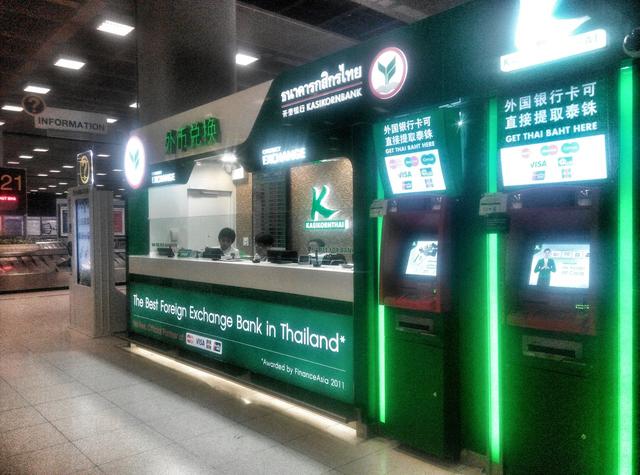 INFORMATION
21
外币兑换
EXCHANGE
ธนาคารกสิกรไทย
开泰银行 KASIKORNBANK
K
KASIKORNTHAI
The Best Foreign Exchange Bank in Thailand*
VISA
*Awarded by FinanceAsia 2011
外国银行卡可
直接提取泰铢
GET THAI BAHT HERE
VISA
K
外国银行卡可
直接提取泰铢
GET THAI BAHT HERE
VISA